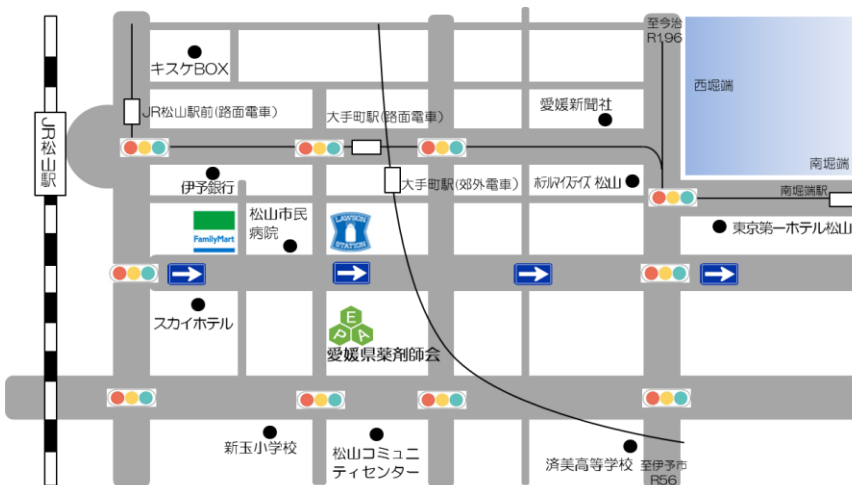 至今治
R196
キスケBOX
西堀端
JR松山駅前(路面電車)
大手町駅(路面電車)
愛媛新聞社
JR松山駅
南堀端
伊予銀行
大手町駅(郊外電車)
ホテルマイステイズ 松山
南堀端駅
FamilyMart
松山市民
病院
LAWSON
STATION
東京第一ホテル松山
スカイホテル
E
P A
愛媛県薬剤師会
新玉小学校
松山コミュニ
ティセンター
済美高等学校
至伊予市
R56